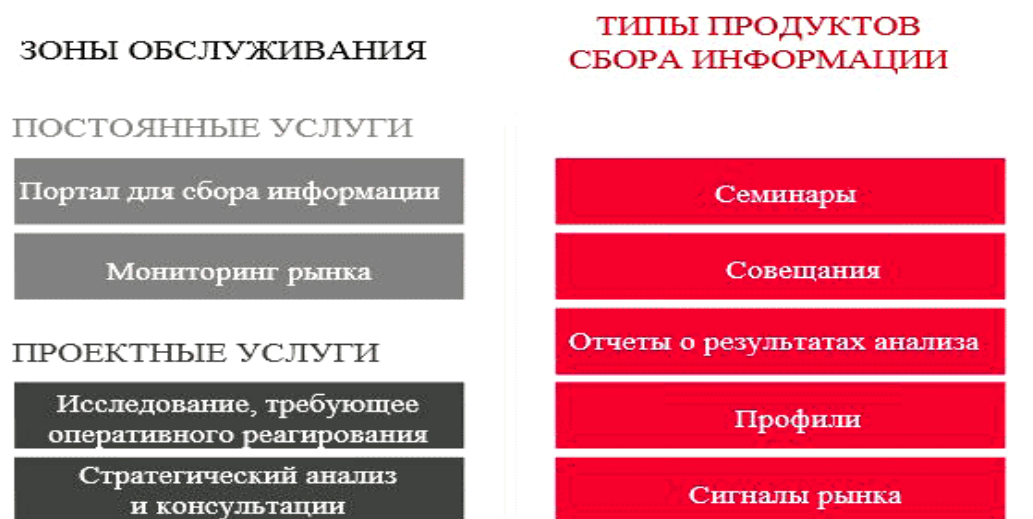 ЗОНЫ ОБСЛУЖИВАНИЯ
ПОСТОЯННЫЕ УСЛУГИ
Портал для сбора информации
Мониторинг рынка
ПРОЕКТНЫЕ УСЛУГИ
Исследование, требующее
оперативного реагирования
Стратегический анализ
и консультации
ТИПЫ ПРОДУКТОВ
СБОРА ИНФОРМАЦИИ
Семинары
Совещания
Отчеты о результатах анализа
Профили
Сигналы рынка